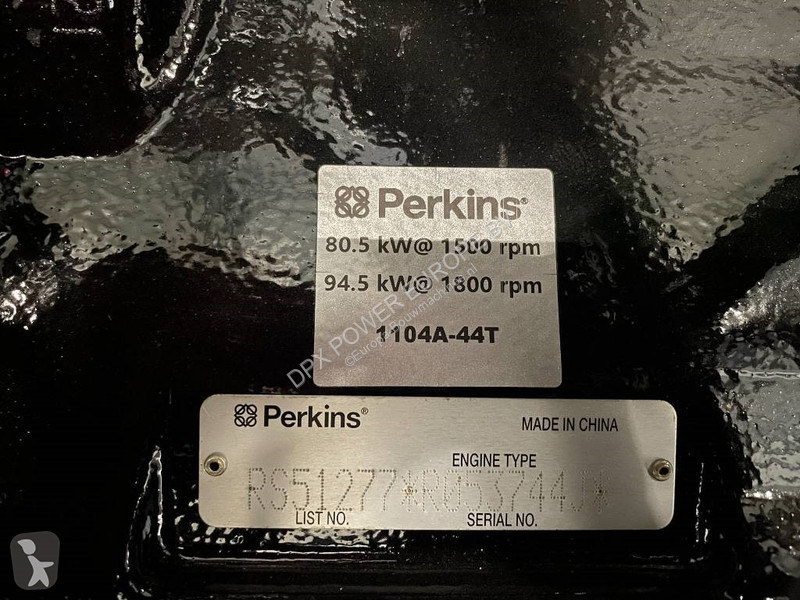 Perkins®
80.5 kW@ 1500 rpm
94.5 kW@ 1800 rpm
1104A-44T
DPX POWER EUROPE BV
Perkins®
MADE IN CHINA
ENGINE TYPE
RS51277*R053744J*
LIST NO.
SERIAL NO.